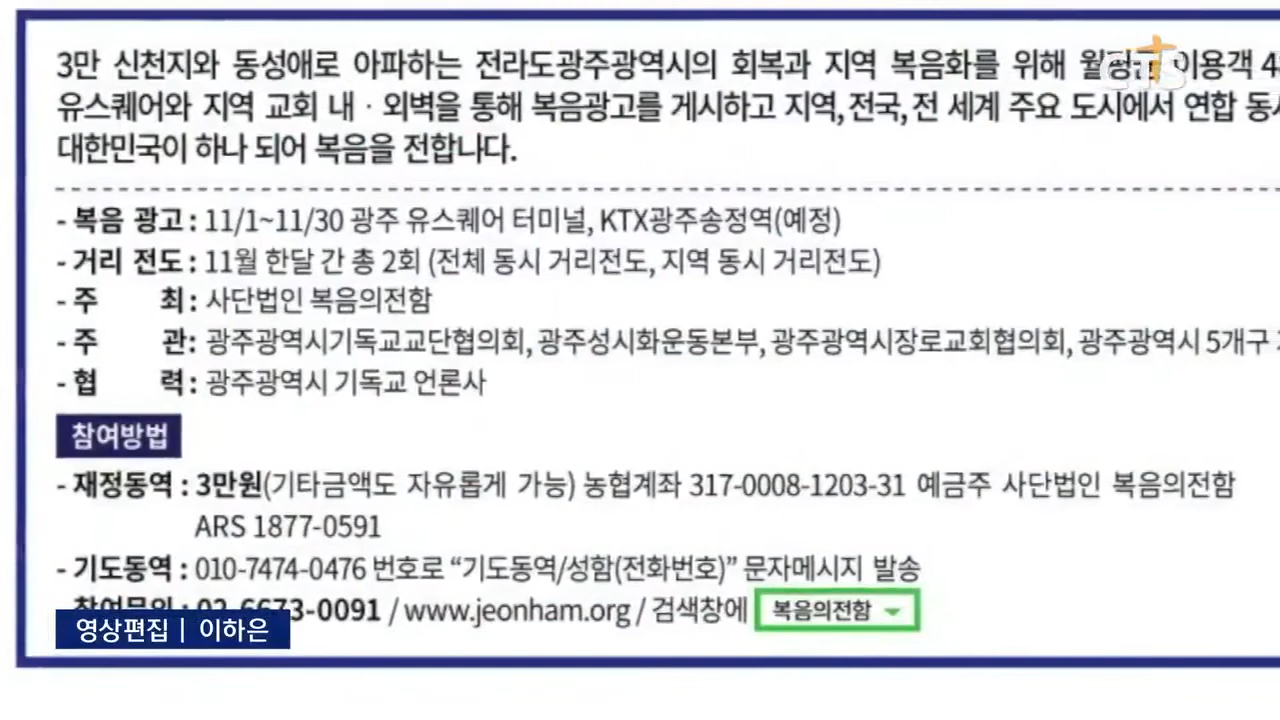 CTS
3만 신천지와 동성애로 아파하는 전라도광주광역시의 회복과 지역 복음화를 위해 이용객
유스퀘어와 지역 교회 내·외벽을 통해 복음광고를 게시하고 지역, 전국, 전 세계 주요 도시에서 연합
대한민국이 하나 되어 복음을 전합니다.
- 복음 광고 : 11/1~11/30 광주 유스퀘어 터미널, KTX광주송정역(예정)
- 거리 전도 : 11월 한달 간 총 2회 (전체 동시 거리전도, 지역 동시 거리전도)
- 주 최 : 사단법인 복음의전함
- 주 관: 광주광역시기독교교단협의회, 광주성시화운동본부, 광주광역시장로교회협의회, 광주광역시 5개구
- 협 력 : 광주광역시 기독교 언론사
참여방법
- 재정동역 : 3만원(기타금액도 자유롭게 가능) 농협계좌 317-0008-1203-31 예금주 사단법인 복음의전함
ARS 1877-0591
- 기도동역 : 010-7474-0476 번호로 “기도동역/성함(전화번호)” 문자메시지 발송
참여문의 : 02-6673-0091 / www.jeonham.org / 검색창에 복음의전함
영상편집 | 이하은